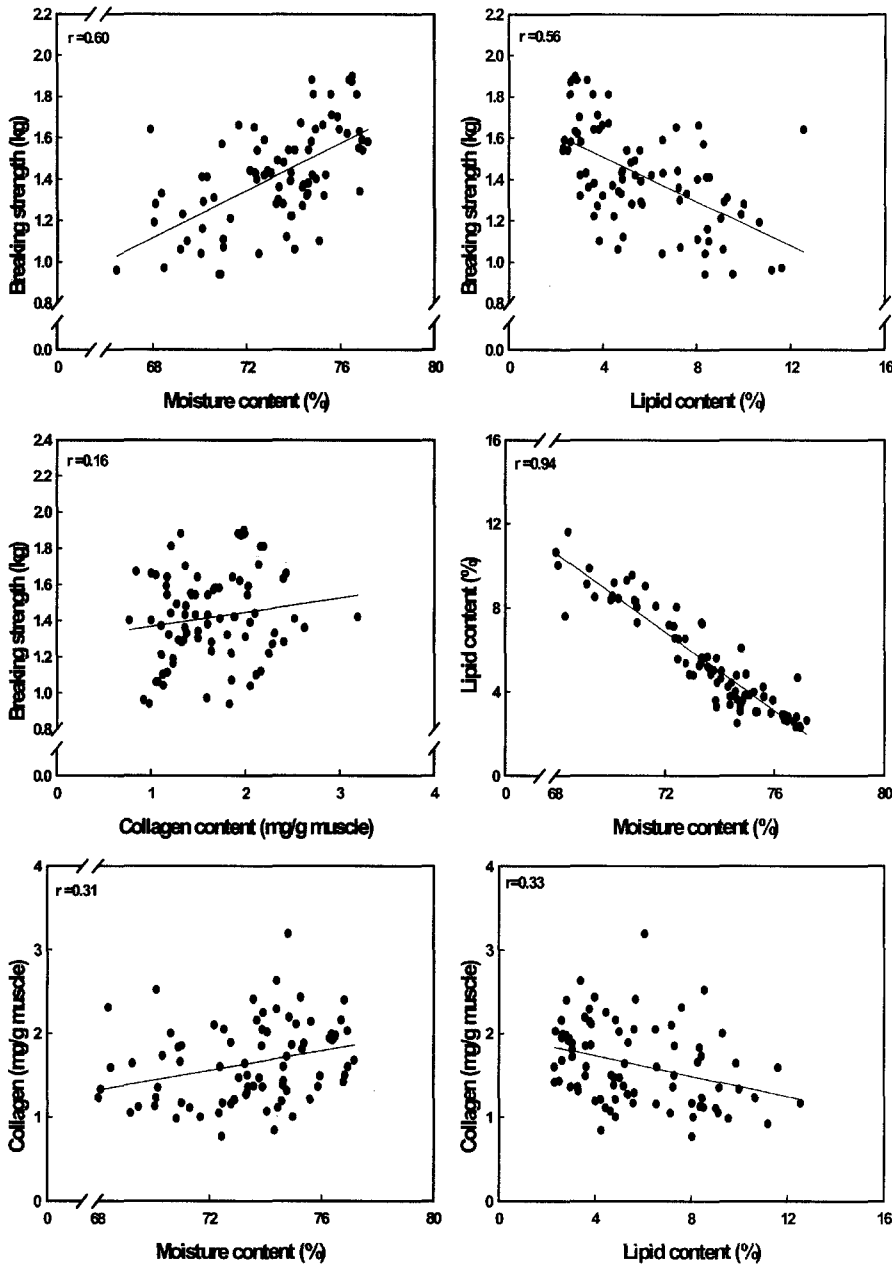 r=0.60
2.2
2.0
1.8
1.6
1.4
1.2
1.0
0.8
0.0
Breaking strength (kg)
0 68 72 76 80
Moisture content (%)
r=0.56
2.2
2.0
1.8
1.6
1.4
1.2
1.0
0.8
0.0
Breaking strength (kg)
0 4 8 12 16
Lipid content (%)
r=0.16
2.4
2.2
2.0
1.8
1.6
1.4
1.2
1.0
0.8
0.0
Breaking strength (kg)
0 1 2 3 4
Collagen content (mg/g muscle)
r=0.94
16
12
8
4
0
Lipid content (%)
0 68 72 76 80
Moisture content (%)
r=0.31
4
3
2
1
0
Collagen (mg/g muscle)
0 68 72 76 80
Moisture content (%)
r=0.33
4
3
2
1
0
Collagen (mg/g muscle)
0 4 8 12 16
Lipid content (%)